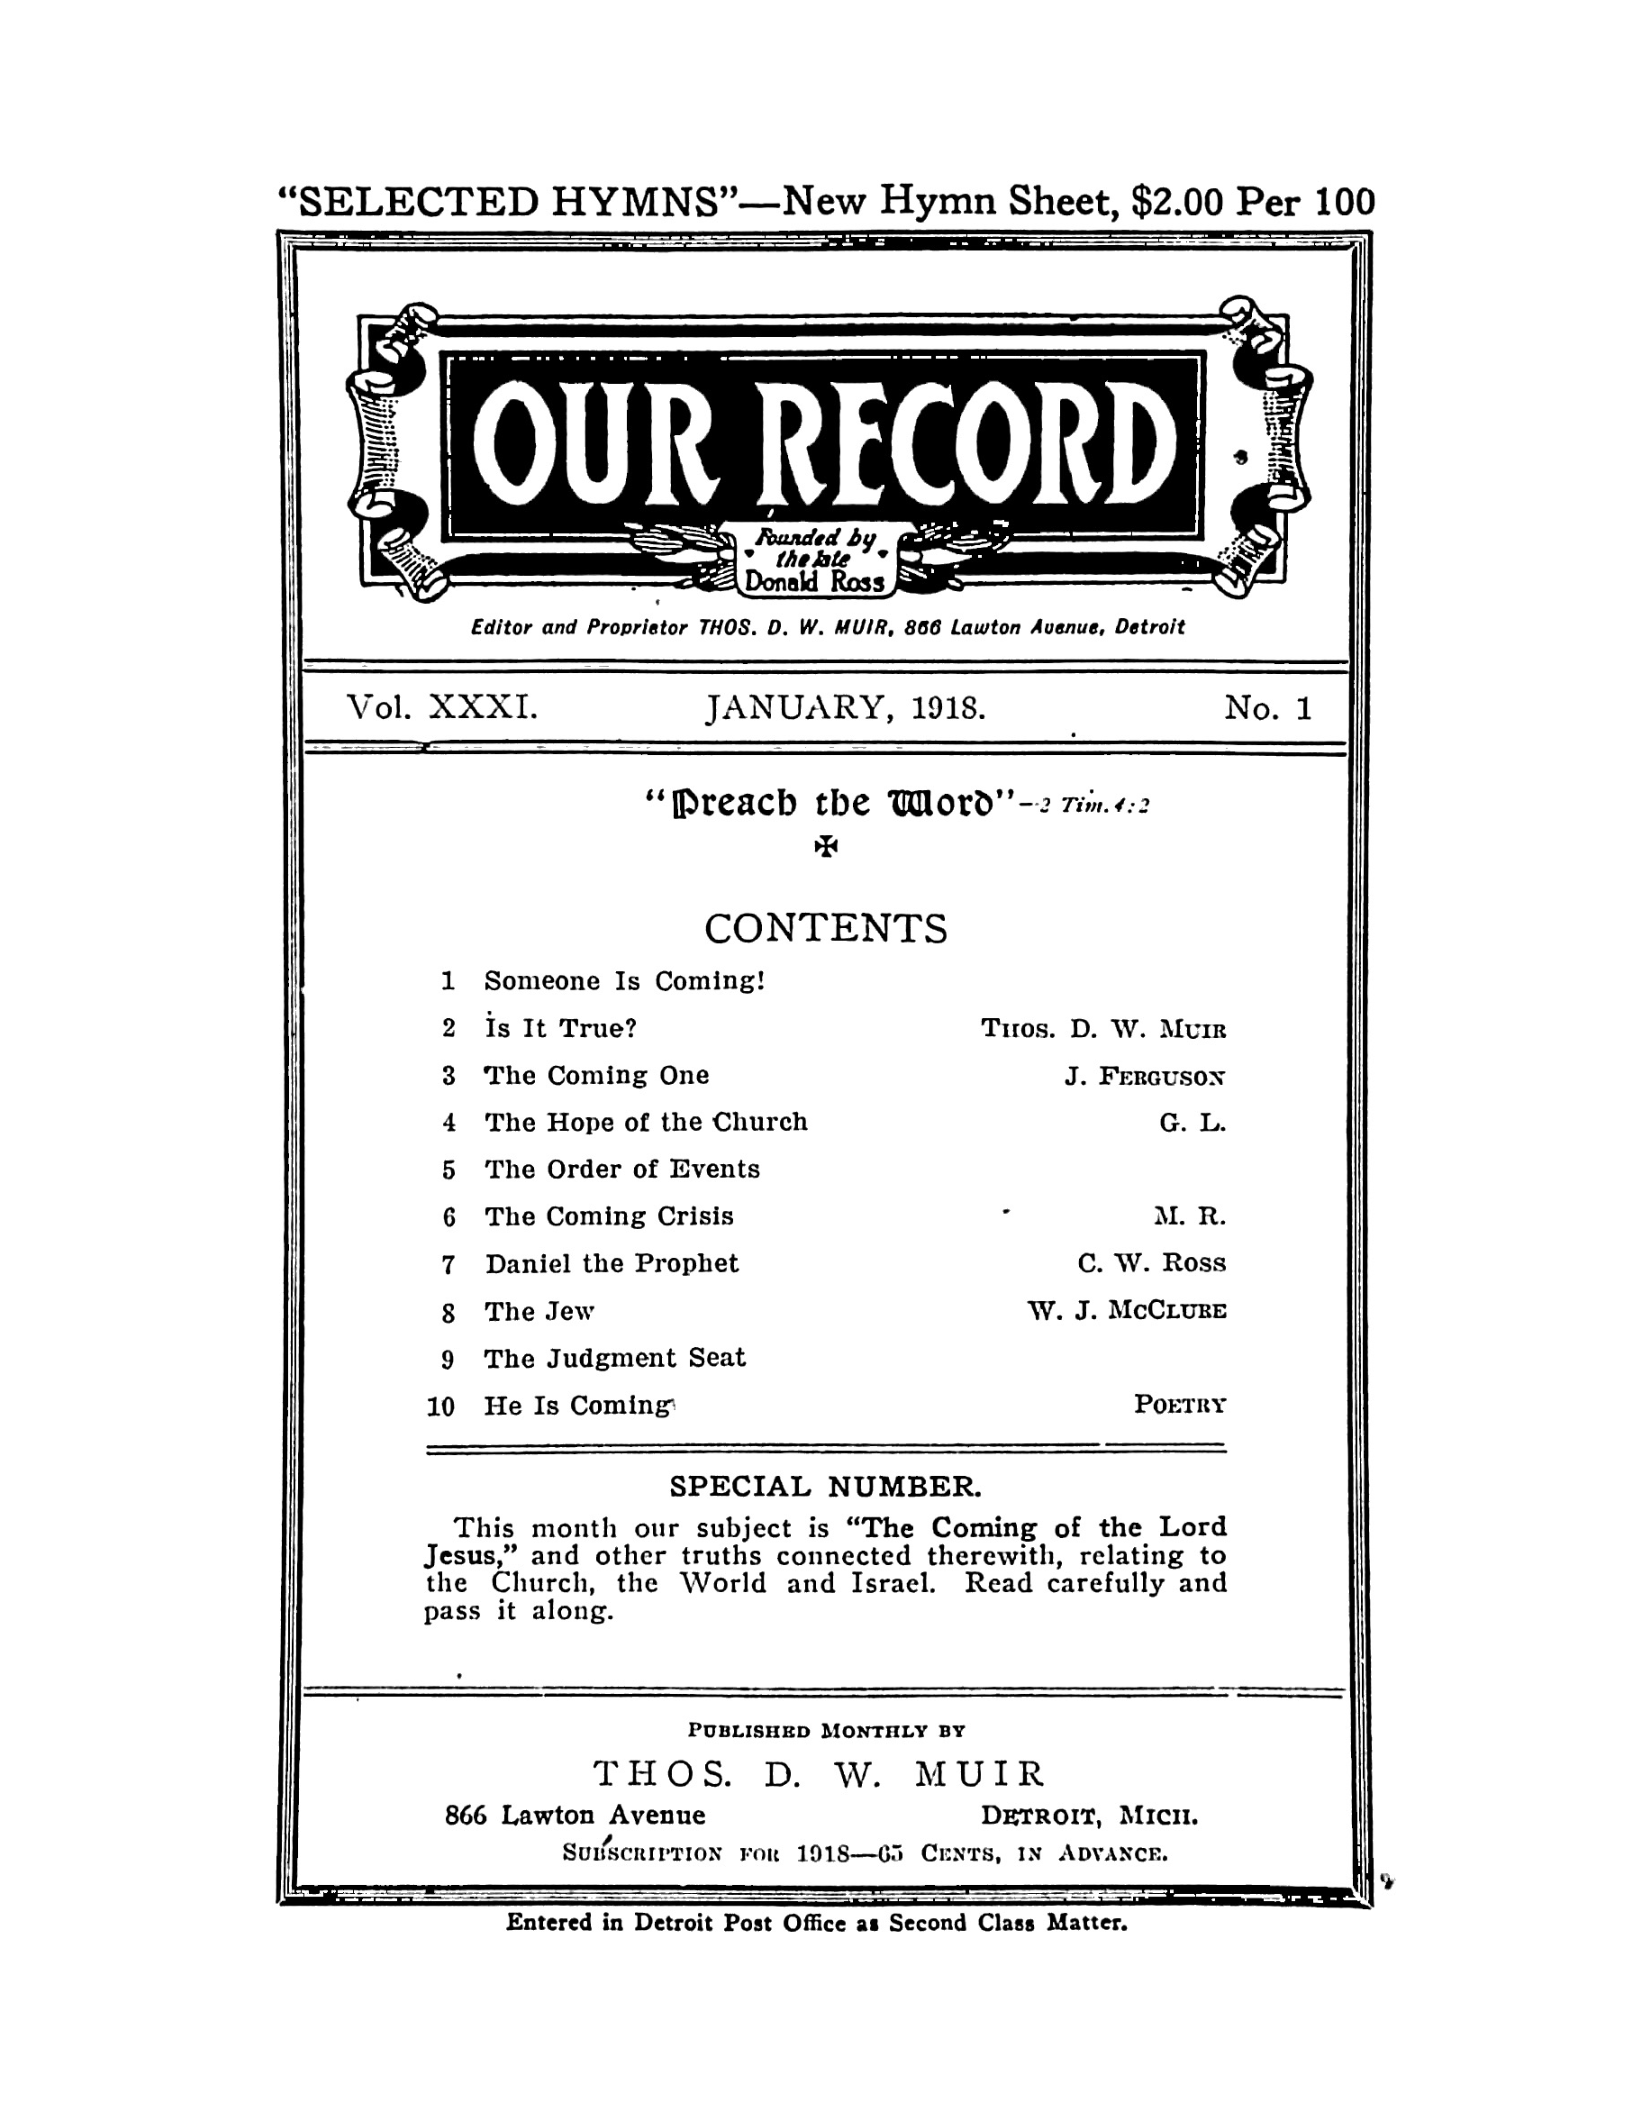 “SELECTED HYMNS”—New Hymn Sheet, $2.00 Per 100
OUR RECORD
Founded by
the late
Donald Ross
Editor and Proprietor THOS. D. W. MUIR, 866 Lawton Avenue, Detroit
Vol. XXXI. JANUARY, 1918. No. 1
“Preach the Word”—2 Tim. 4:2
CONTENTS
1 Someone Is Coming!
2 Is It True? Thos. D. W. Muir
3 The Coming One J. Ferguson
4 The Hope of the Church G. L.
5 The Order of Events
6 The Coming Crisis M. R.
7 Daniel the Prophet C. W. Ross
8 The Jew W. J. McClure
9 The Judgment Seat
10 He Is Coming Poetry
SPECIAL NUMBER.
This month our subject is “The Coming of the Lord
Jesus,” and other truths connected therewith, relating to
the Church, the World and Israel. Read carefully and
pass it along.
Published Monthly by
THOS. D. W. MUIR
866 Lawton Avenue Detroit, Mich.
Subscription for 1918—65 Cents, in Advance.
Entered in Detroit Post Office as Second Class Matter.